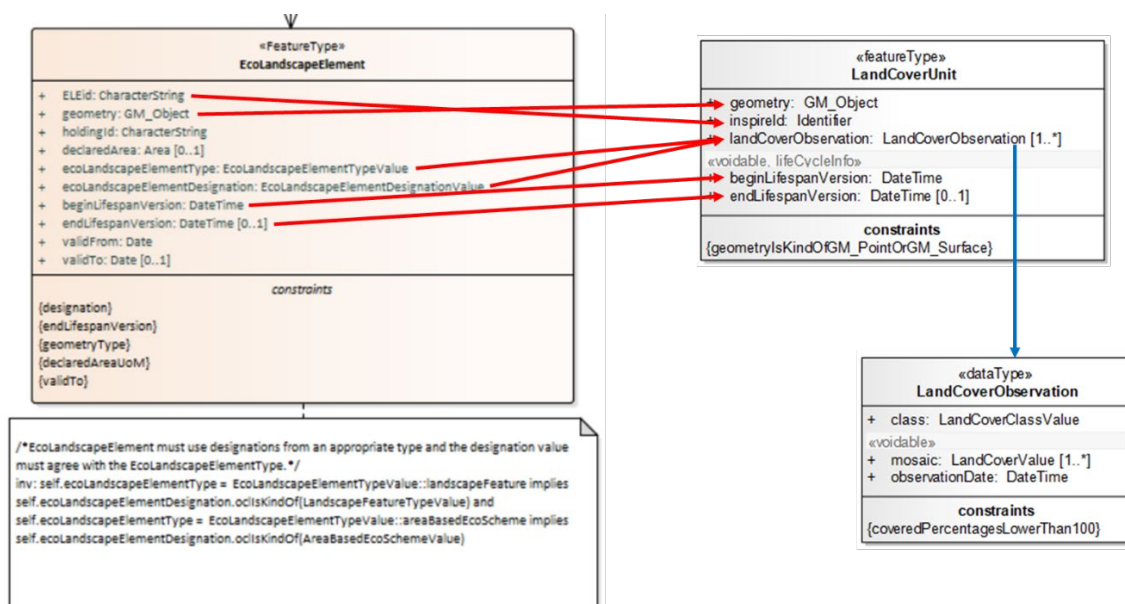 «FeatureType»
EcoLandscapeElement
+ ELEid: CharacterString
+ geometry: GM_Object
+ holdingId: CharacterString
+ declaredArea: Area [0..1]
+ ecoLandscapeElementType: EcoLandscapeElementTypeValue
+ ecoLandscapeElementDesignation: EcoLandscapeElementDesignationValue
+ beginLifespanVersion: DateTime
+ endLifespanVersion: DateTime [0..1]
+ validFrom: Date
+ validTo: Date [0..1]
constraints
{designation}
{endLifespanVersion}
{geometryType}
{declaredAreaUoM}
{validTo}
/*EcoLandscapeElement must use designations from an appropriate type and the designation value
must agree with the EcoLandscapeElementType.*/
inv: self.ecoLandscapeElementType = EcoLandscapeElementTypeValue::landscapeFeature implies
self.ecoLandscapeElementDesignation.oclIsKindOf(LandscapeFeatureTypeValue) and
self.ecoLandscapeElementType = EcoLandscapeElementTypeValue::areaBasedEcoScheme implies
self.ecoLandscapeElementDesignation.oclIsKindOf(AreaBasedEcoSchemeValue)
«featureType»
LandCoverUnit
+ geometry: GM_Object
+ inspireId: Identifier
+ landCoverObservation: LandCoverObservation [1..*]
«voidable, lifeCycleInfo»
+ beginLifespanVersion: DateTime
+ endLifespanVersion: DateTime [0..1]
constraints
{geometryIsKindOfGM_PointOrGM_Surface}
«dataType»
LandCoverObservation
+ class: LandCoverClassValue
«voidable»
+ mosaic: LandCoverValue [1..*]
+ observationDate: DateTime
constraints
{coveredPercentagesLowerThan100}